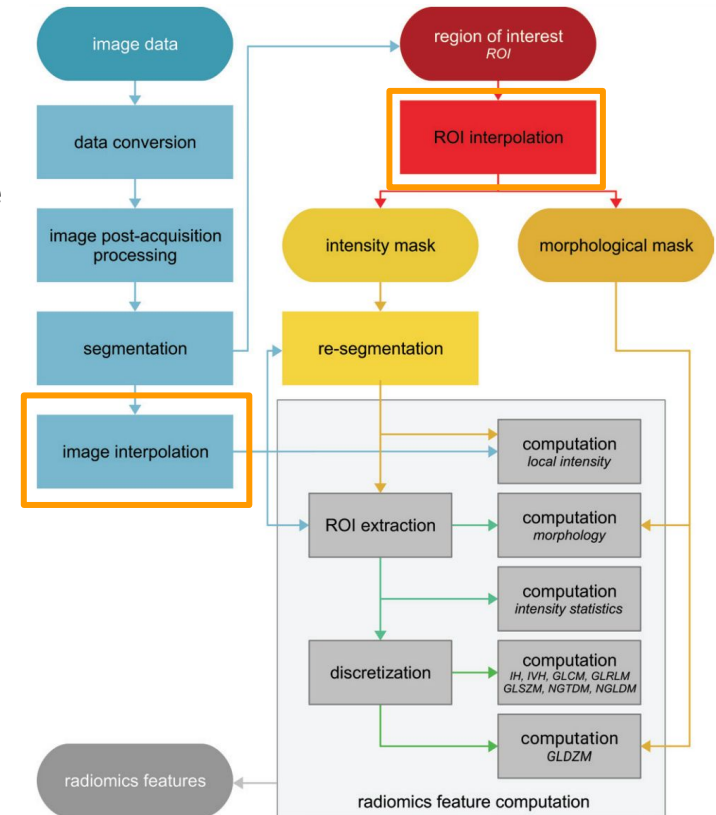 image data
region of interest
ROI
data conversion
ROI interpolation
e
image post-acquisition
processing
intensity mask
morphological mask
segmentation
re-segmentation
image interpolation
computation
local intensity
ROI extraction
computation
morphology
computation
intensity statistics
discretization
computation
IH, IVH, GLCM, GLRLM
GLSZM, NGTDM, NGLDM
computation
GLDZM
radiomics features
radiomics feature computation